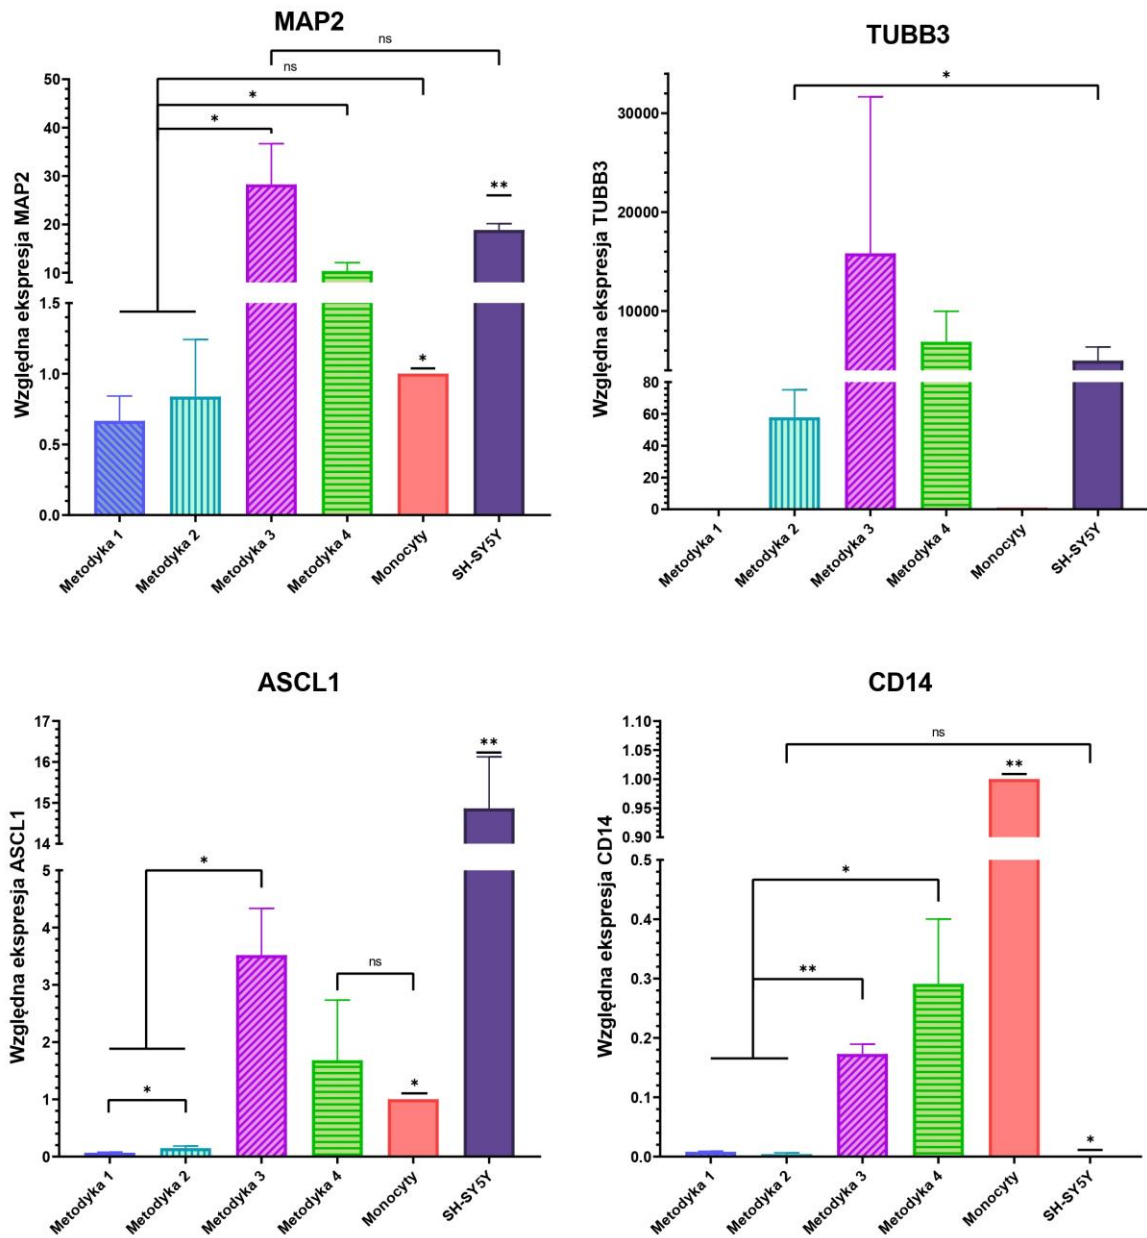 MAP2
ns
ns
*
*
**
*
50
40
30
20
10
1.5
1.0
0.5
0.0
Względna ekspresja MAP2
Metodyka 1
Metodyka 2
Metodyka 3
Metodyka 4
Monocyty
SH-SY5Y
TUBB3
*
30000
20000
10000
80
60
40
20
0
Względna ekspresja TUBB3
Metodyka 1
Metodyka 2
Metodyka 3
Metodyka 4
Monocyty
SH-SY5Y
ASCL1
**
*
ns
*
*
17
16
15
14
5
4
3
2
1
0
Względna ekspresja ASCL1
Metodyka 1
Metodyka 2
Metodyka 3
Metodyka 4
Monocyty
SH-SY5Y
CD14
ns
**
*
**
*
1.10
1.05
1.00
0.95
0.90
0.5
0.4
0.3
0.2
0.1
0.0
Względna ekspresja CD14
Metodyka 1
Metodyka 2
Metodyka 3
Metodyka 4
Monocyty
SH-SY5Y